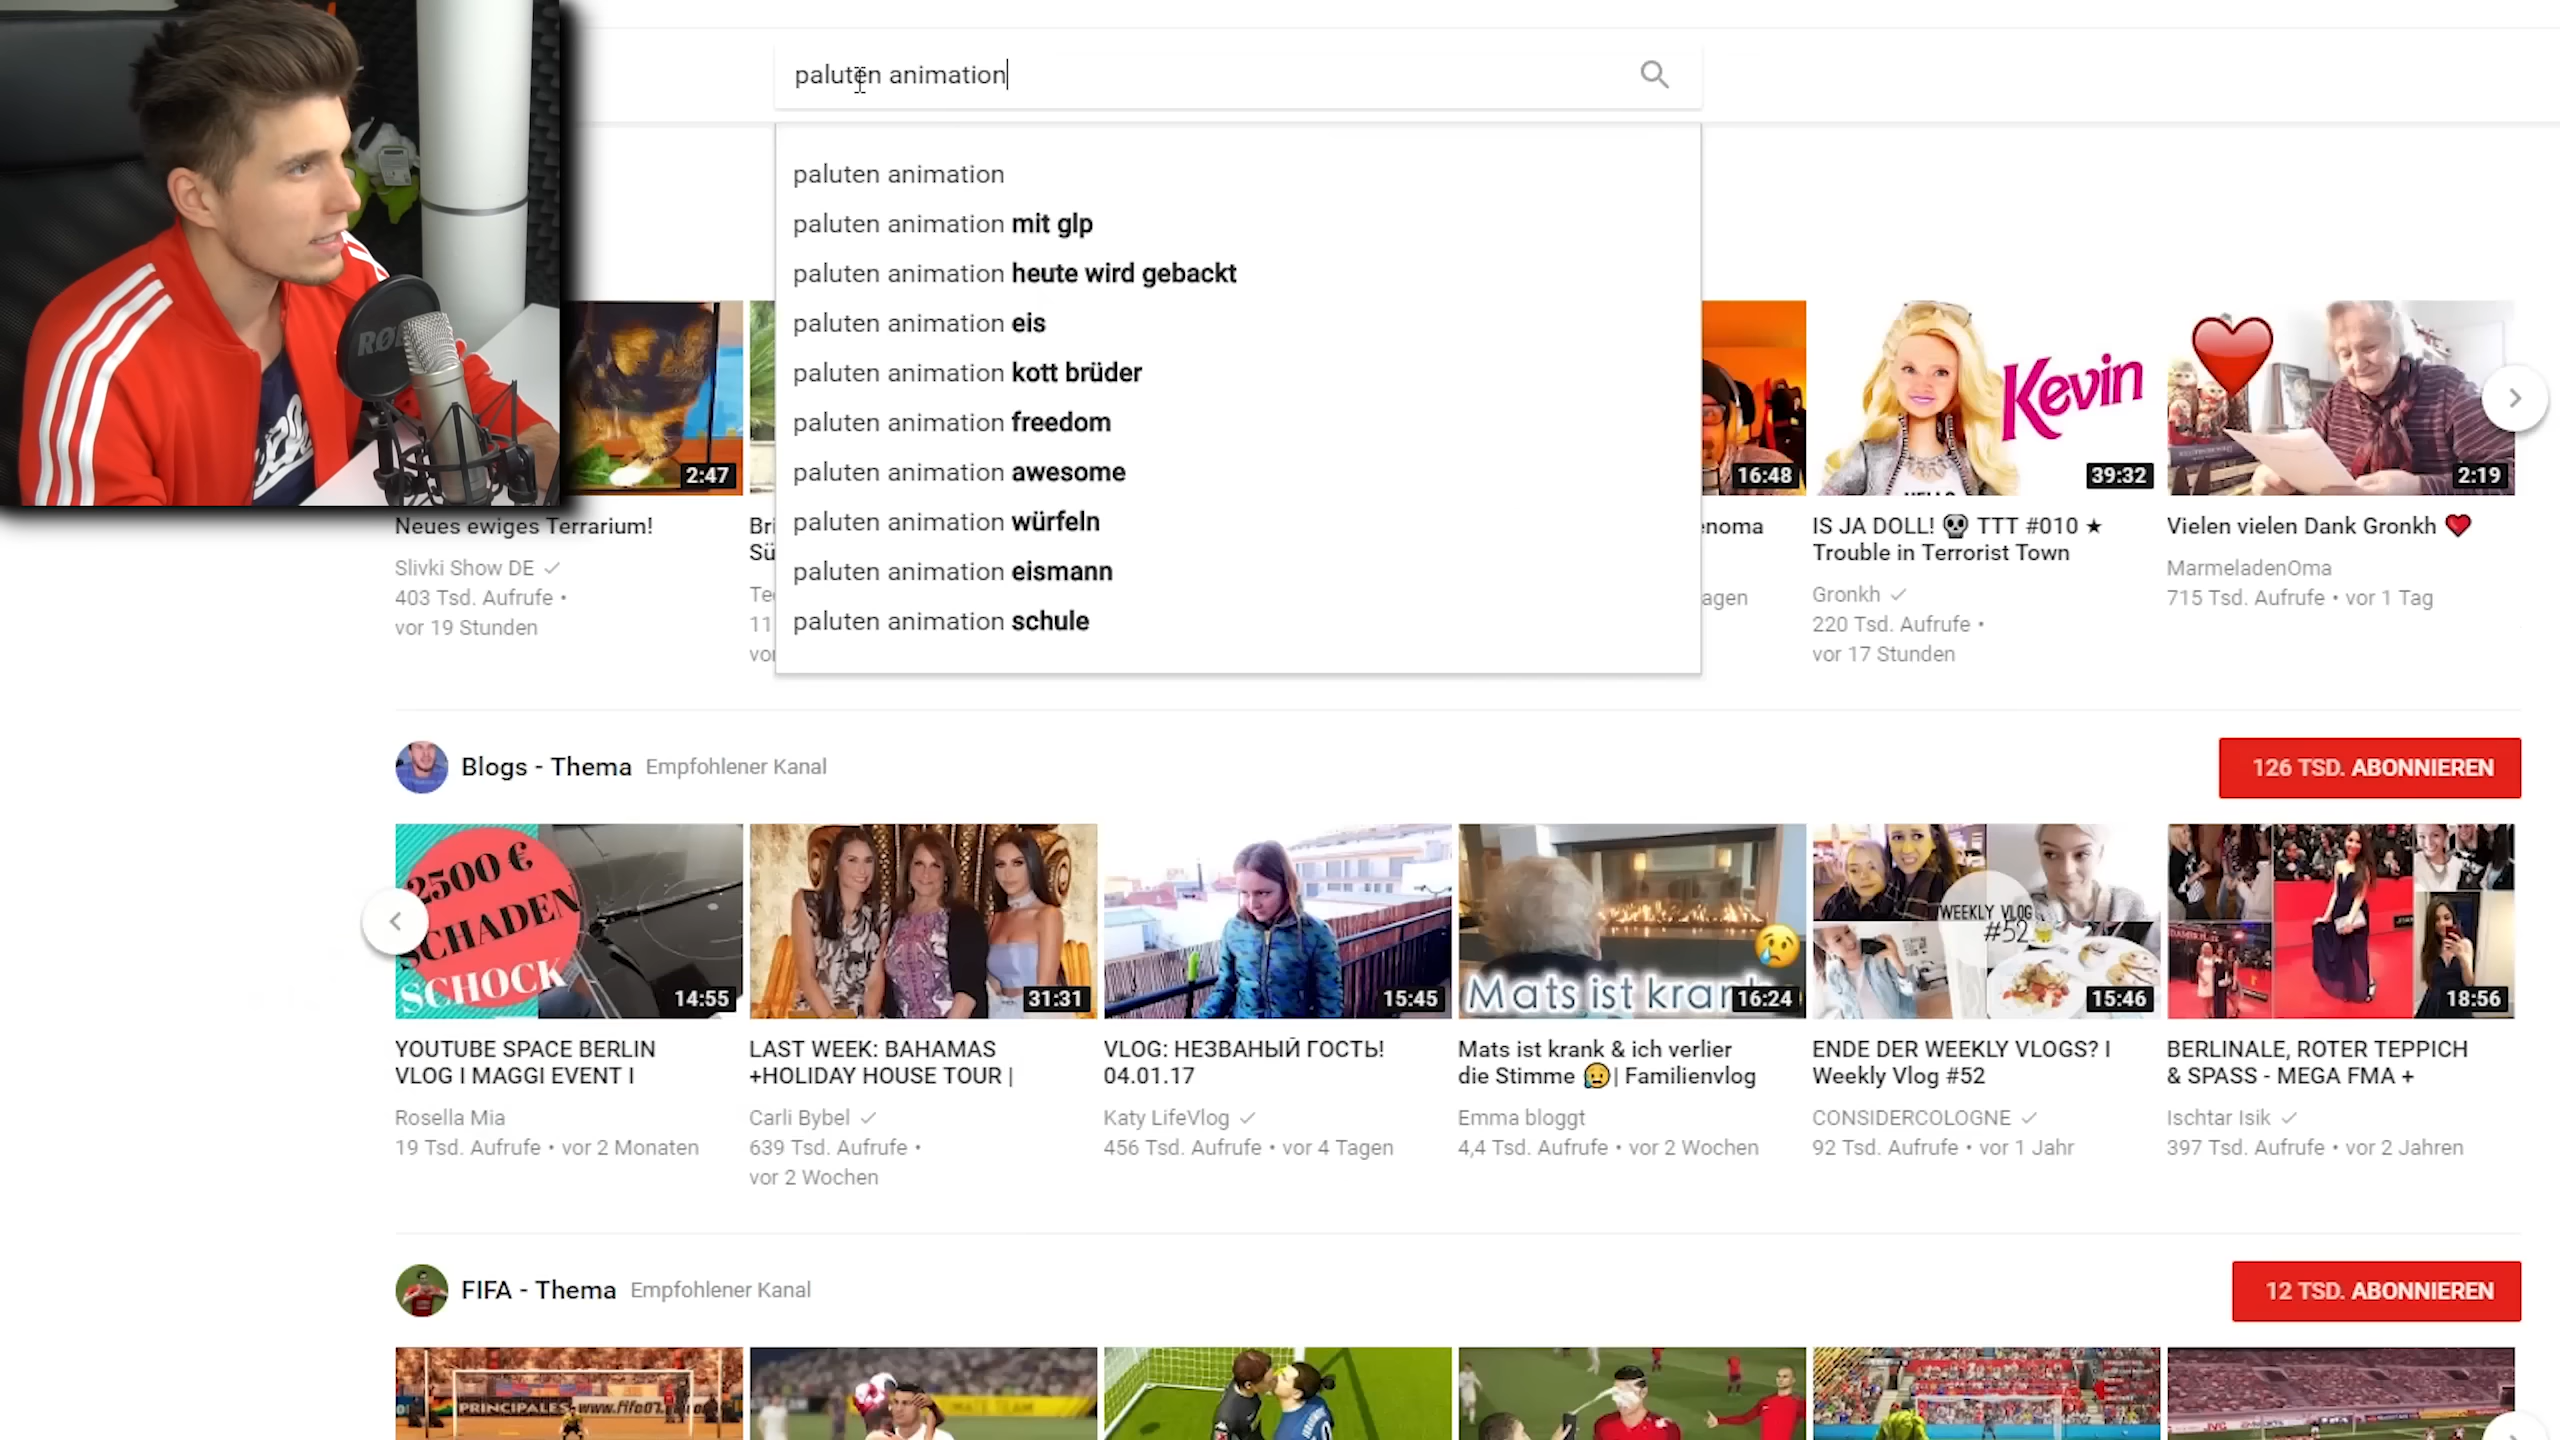 paluten animation
paluten animation
paluten animation mit glp
paluten animation heute wird gebackt
paluten animation eis
paluten animation kott brüder
paluten animation freedom
paluten animation awesome
paluten animation würfeln
paluten animation eismann
paluten animation schule
2:47
16:48
Kevin
39:32
2:19
Neues ewiges Terrarium!
Slivki Show DE
403 Tsd. Aufrufe •
vor 19 Stunden
IS JA DOLL! 💀 TTT #010 ★
Trouble in Terrorist Town
Gronkh
220 Tsd. Aufrufe •
vor 17 Stunden
Vielen vielen Dank Gronkh ❤
MarmeladenOma
715 Tsd. Aufrufe • vor 1 Tag
Blogs - Thema Empfohlener Kanal
126 TSD. ABONNIEREN
2500 €
SCHADEN
SCHOCK
14:55
31:31
15:45
Mats ist kran
16:24
WEEKLY VLOG
#52
15:46
18:56
YOUTUBE SPACE BERLIN
VLOG I MAGGI EVENT I
Rosella Mia
19 Tsd. Aufrufe • vor 2 Monaten
LAST WEEK: BAHAMAS
+HOLIDAY HOUSE TOUR |
Carli Bybel
639 Tsd. Aufrufe •
vor 2 Wochen
VLOG: НЕЗВАНЫЙ ГОСТЬ!
04.01.17
Katy LifeVlog
456 Tsd. Aufrufe • vor 4 Tagen
Mats ist krank & ich verlier
die Stimme 😥| Familienvlog
Emma bloggt
4,4 Tsd. Aufrufe • vor 2 Wochen
ENDE DER WEEKLY VLOGS? I
Weekly Vlog #52
CONSIDERCOLOGNE
92 Tsd. Aufrufe • vor 1 Jahr
BERLINALE, ROTER TEPPICH
& SPASS - MEGA FMA +
Ischtar Isik
397 Tsd. Aufrufe • vor 2 Jahren
FIFA - Thema Empfohlener Kanal
12 TSD. ABONNIEREN
PRINCIPALES